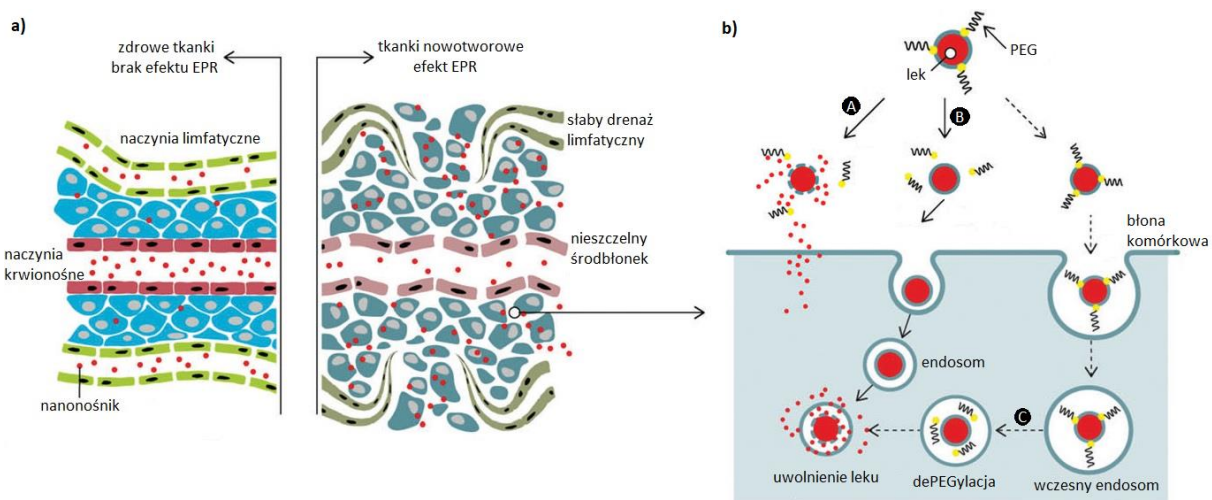 a)
zdrowe tkanki
brak efektu EPR
tkanki nowotworowe
efekt EPR
naczynia limfatyczne
słaby drenaż
limfatyczny
naczynia
krwionośne
nieszczelny
środbłonek
nanonośnik
b)
PEG
lek
A
B
błona
komórkowa
endosom
C
uwolnienie leku
dePEGylacja
wczesny endosom